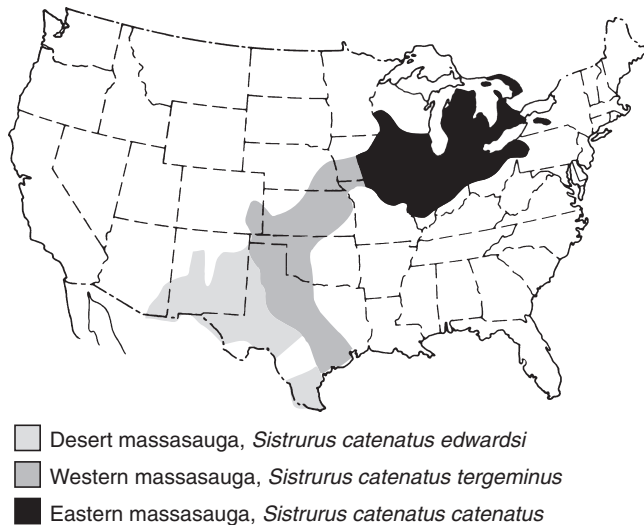 Desert massasauga, Sistrurus catenatus edwardsi
Western massasauga, Sistrurus catenatus tergeminus
Eastern massasauga, Sistrurus catenatus catenatus